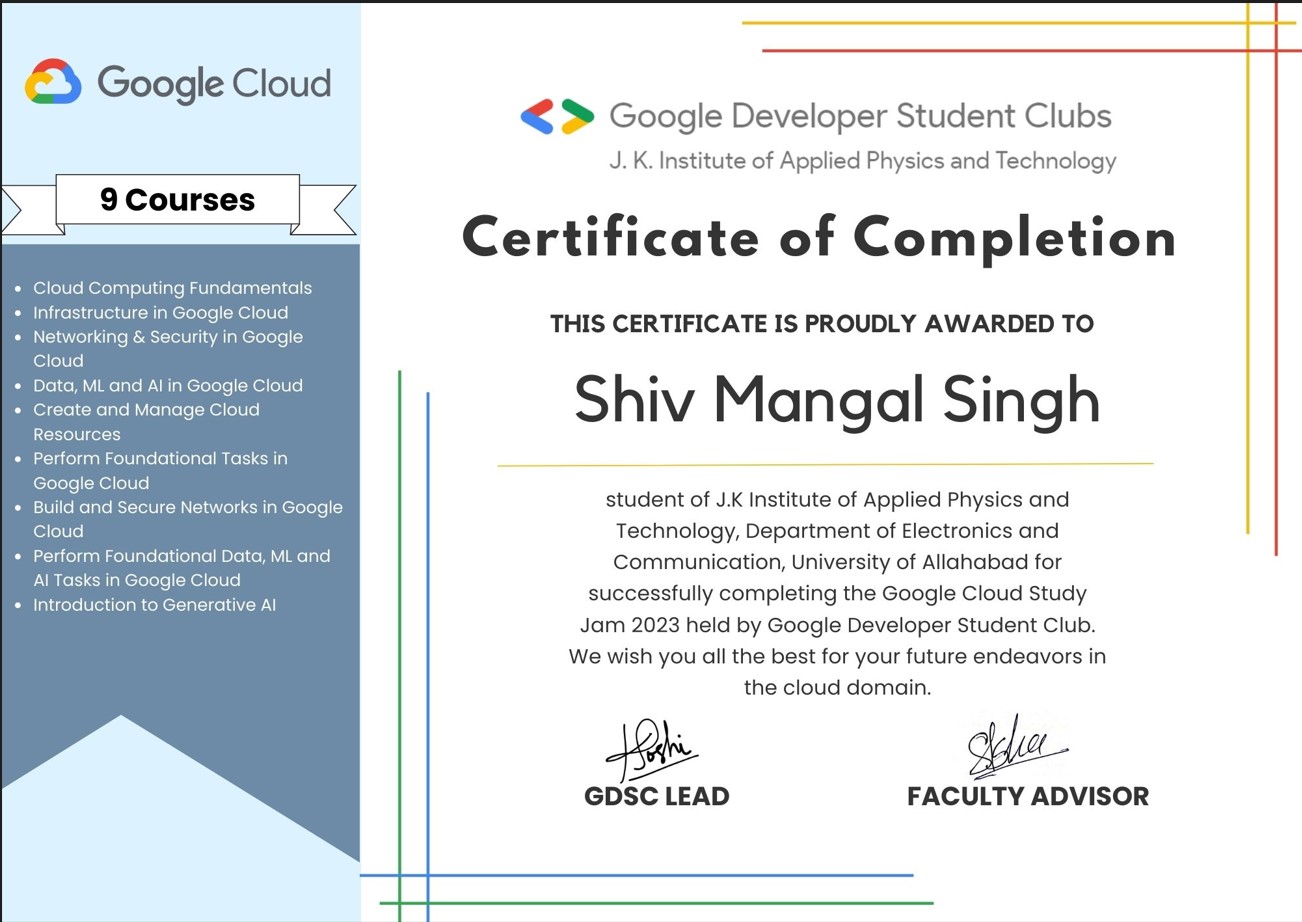 Google Cloud
9 Courses
Cloud Computing Fundamentals
Infrastructure in Google Cloud
Networking & Security in Google
Cloud
Data, ML and AI in Google Cloud
Create and Manage Cloud
Resources
Perform Foundational Tasks in
Google Cloud
Build and Secure Networks in Google
Cloud
Perform Foundational Data, ML and
AI Tasks in Google Cloud
Introduction to Generative AI
Google Developer Student Clubs
J. K. Institute of Applied Physics and Technology
Certificate of Completion
THIS CERTIFICATE IS PROUDLY AWARDED TO
Shiv Mangal Singh
student of J.K Institute of Applied Physics and
Technology, Department of Electronics and
Communication, University of Allahabad for
successfully completing the Google Cloud Study
Jam 2023 held by Google Developer Student Club.
We wish you all the best for your future endeavors in
the cloud domain.
GDSC LEAD
FACULTY ADVISOR